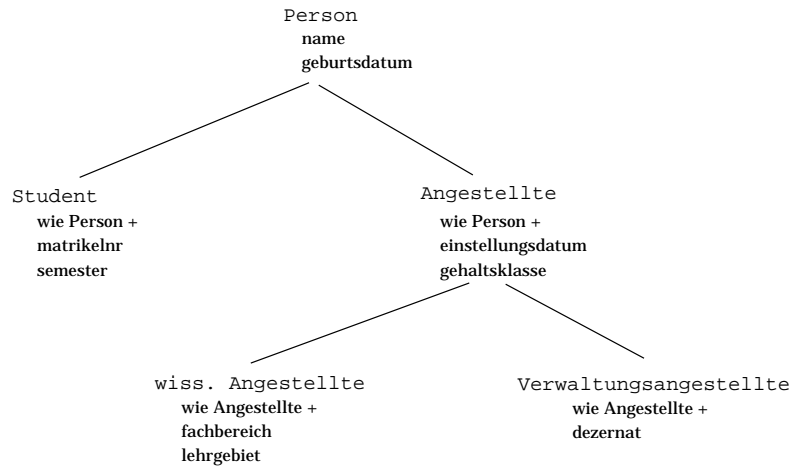 Person
name
geburtsdatum
Student
wie Person +
matrikelnr
semester
Angestellte
wie Person +
einstellungsdatum
gehaltsklasse
wiss. Angestellte
wie Angestellte +
fachbereich
lehrgebiet
Verwaltungsangestellte
wie Angestellte +
dezernat